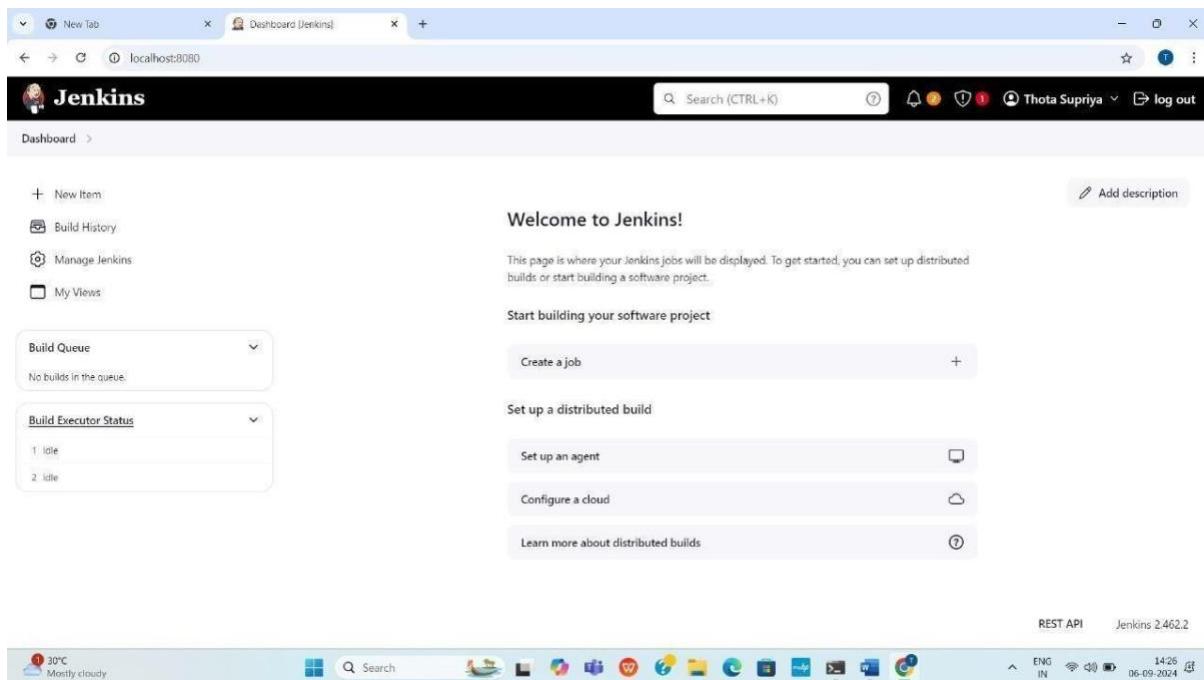 New Tab
Dashboard [Jenkins]
localhost:8080
T
Jenkins
Search (CTRL+K)
2
1
Thota Supriya
log out
Dashboard
New Item
Build History
Manage Jenkins
My Views
Build Queue
No builds in the queue.
Build Executor Status
1 Idle
2 Idle
Add description
Welcome to Jenkins!
This page is where your Jenkins jobs will be displayed. To get started, you can set up distributed
builds or start building a software project.
Start building your software project
Create a job
Set up a distributed build
Set up an agent
Configure a cloud
Learn more about distributed builds
REST API
Jenkins 2.462.2
1
30°C
Mostly cloudy
Search
ENG
IN
14:26
06-09-2024